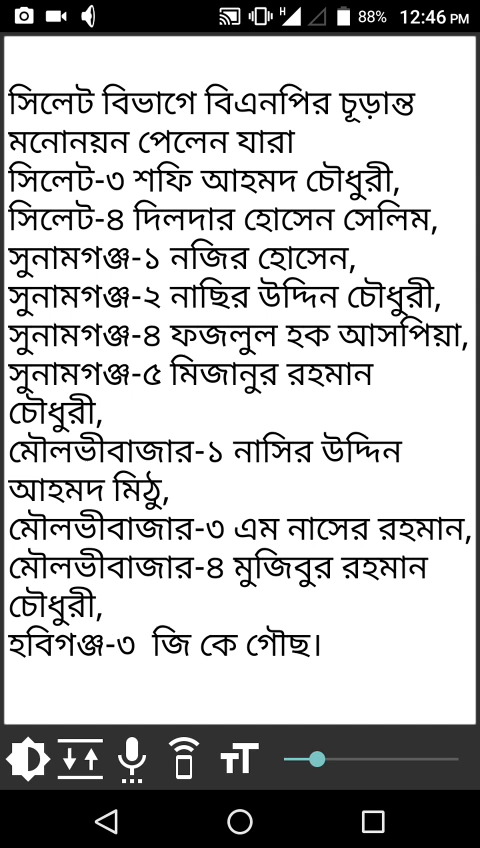 88% 12:46 PM
সিলেট বিভাগে বিএনপির চূড়ান্ত
মনোনয়ন পেলেন যারা
সিলেট-৩ শফি আহমদ চৌধুরী,
সিলেট-৪ দিলদার হোসেন সেলিম,
সুনামগঞ্জ-১ নজির হোসেন,
সুনামগঞ্জ-২ নাছির উদ্দিন চৌধুরী,
সুনামগঞ্জ-৪ ফজলুল হক আসপিয়া,
সুনামগঞ্জ-৫ মিজানুর রহমান
চৌধুরী,
মৌলভীবাজার-১ নাসির উদ্দিন
আহমদ মিঠু,
মৌলভীবাজার-৩ এম নাসের রহমান,
মৌলভীবাজার-৪ মুজিবুর রহমান
চৌধুরী,
হবিগঞ্জ-৩ জি কে গৌছ।